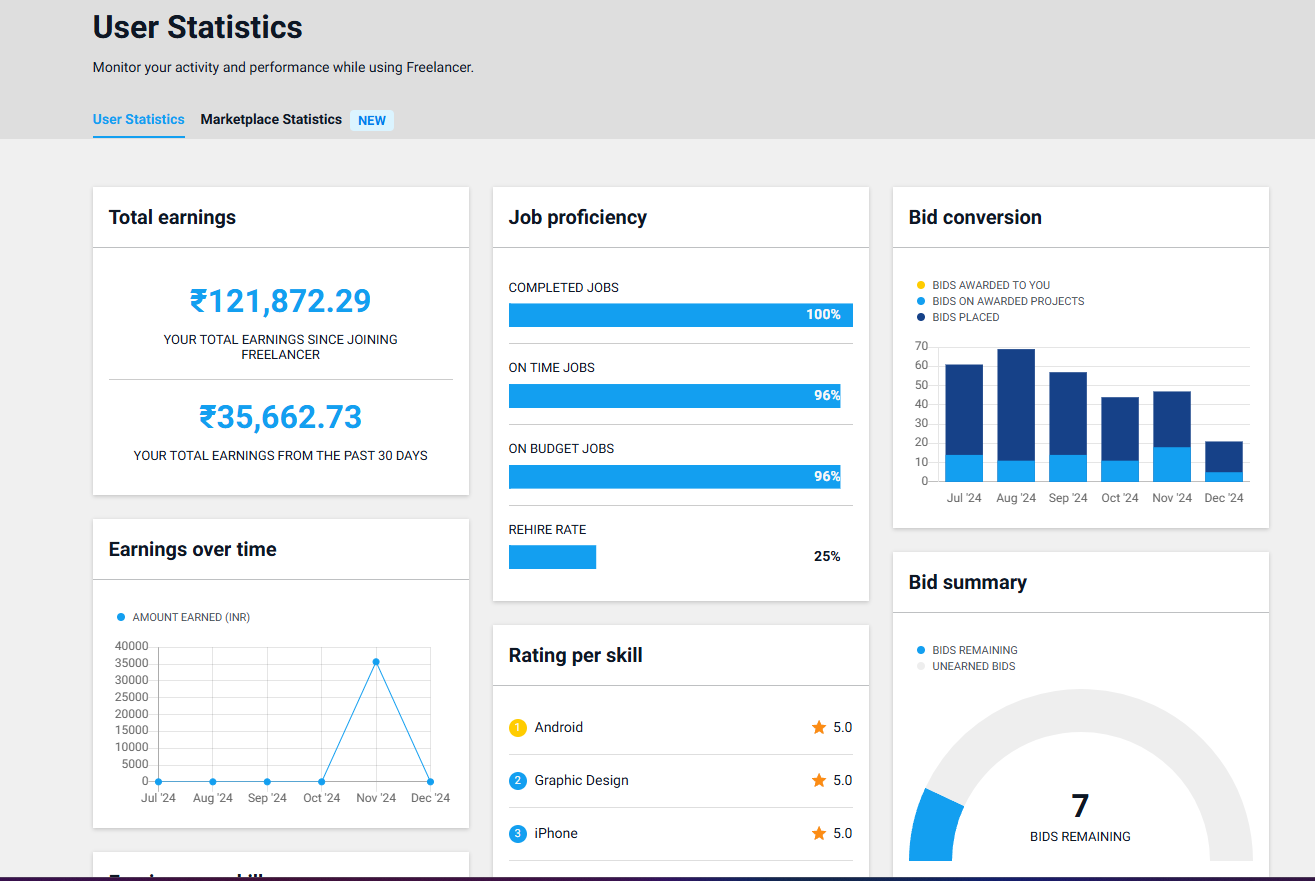 User Statistics
Monitor your activity and performance while using Freelancer.
User Statistics
Marketplace Statistics
NEW
Total earnings
₹121,872.29
YOUR TOTAL EARNINGS SINCE JOINING
FREELANCER
₹35,662.73
YOUR TOTAL EARNINGS FROM THE PAST 30 DAYS
Earnings over time
AMOUNT EARNED (INR)
40000
35000
30000
25000
20000
15000
10000
5000
0
Jul '24 Aug '24 Sep '24 Oct '24 Nov '24 Dec '24
Job proficiency
COMPLETED JOBS
100%
ON TIME JOBS
96%
ON BUDGET JOBS
96%
REHIRE RATE
25%
Rating per skill
1 Android 5.0
2 Graphic Design 5.0
3 iPhone 5.0
Bid conversion
BIDS AWARDED TO YOU
BIDS ON AWARDED PROJECTS
BIDS PLACED
70
60
50
40
30
20
10
0
Jul '24 Aug '24 Sep '24 Oct '24 Nov '24 Dec '24
Bid summary
BIDS REMAINING
UNEARNED BIDS
7
BIDS REMAINING